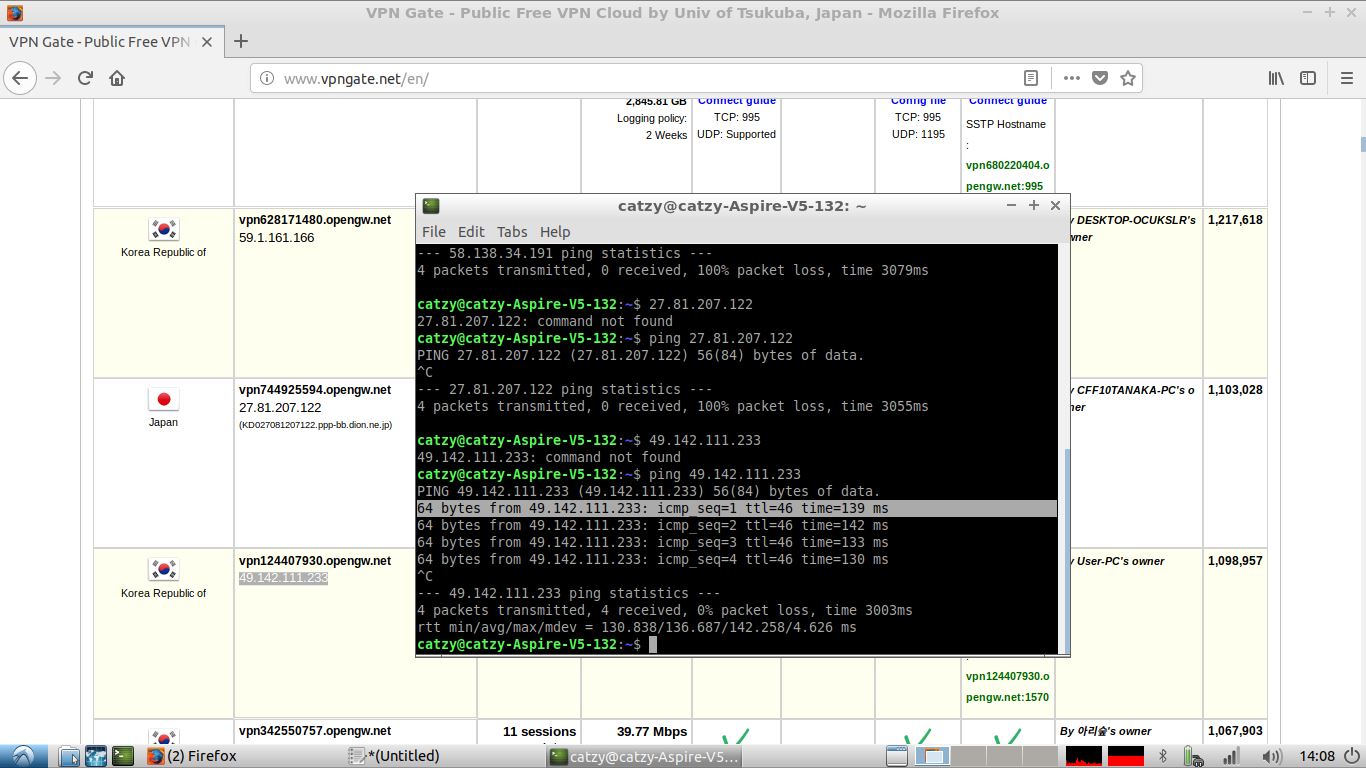 VPN Gate - Public Free VPN Cloud by Univ of Tsukuba, Japan - Mozilla Firefox
VPN Gate - Public Free VPN
www.vpngate.net/en/
2,845.81 GB
Logging policy:
2 Weeks
Connect guide
TCP: 995
UDP: Supported
Config file
TCP: 995
UDP: 1195
Connect guide
SSTP Hostname
:
vpn680220404.o
pengw.net:995
Korea Republic of
vpn628171480.opengw.net
59.1.161.166
y DESKTOP-OCUKSLR's
wner
1,217,618
Japan
vpn744925594.opengw.net
27.81.207.122
(KD027081207122.ppp-bb.dion.ne.jp)
y CFF10TANAKA-PC's o
ner
1,103,028
Korea Republic of
vpn124407930.opengw.net
49.142.111.233
vpn124407930.o
pengw.net:1570
y User-PC's owner
1,098,957
vpn342550757.opengw.net
11 sessions
39.77 Mbps
By 아리숲's owner
1,067,903
catzy@catzy-Aspire-V5-132: ~
File Edit Tabs Help
--- 58.138.34.191 ping statistics ---
4 packets transmitted, 0 received, 100% packet loss, time 3079ms
catzy@catzy-Aspire-V5-132:~$ 27.81.207.122
27.81.207.122: command not found
catzy@catzy-Aspire-V5-132:~$ ping 27.81.207.122
PING 27.81.207.122 (27.81.207.122) 56(84) bytes of data.
^C
--- 27.81.207.122 ping statistics ---
4 packets transmitted, 0 received, 100% packet loss, time 3055ms
catzy@catzy-Aspire-V5-132:~$ 49.142.111.233
49.142.111.233: command not found
catzy@catzy-Aspire-V5-132:~$ ping 49.142.111.233
PING 49.142.111.233 (49.142.111.233) 56(84) bytes of data.
64 bytes from 49.142.111.233: icmp_seq=1 ttl=46 time=139 ms
64 bytes from 49.142.111.233: icmp_seq=2 ttl=46 time=142 ms
64 bytes from 49.142.111.233: icmp_seq=3 ttl=46 time=133 ms
64 bytes from 49.142.111.233: icmp_seq=4 ttl=46 time=130 ms
^C
--- 49.142.111.233 ping statistics ---
4 packets transmitted, 4 received, 0% packet loss, time 3003ms
rtt min/avg/max/mdev = 130.838/136.687/142.258/4.626 ms
catzy@catzy-Aspire-V5-132:~$
(2) Firefox
*(Untitled)
catzy@catzy-Aspire-V5...
14:08